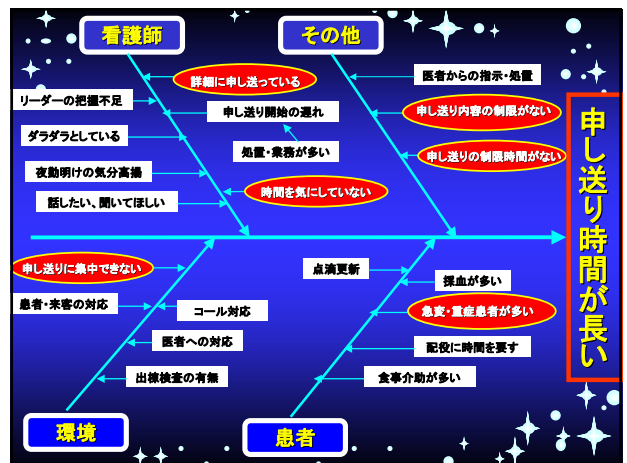 看護師
その他
詳細に申し送っている
リーダーの把握不足
申し送り開始の遅れ
ダラダラとしている
処置・業務が多い
夜勤明けの気分高揚
時間を気にしていない
話したい、聞いてほしい
医者からの指示・処置
申し送り内容の制限がない
申し送りの制限時間がない
申し送り時間が長い
申し送りに集中できない
患者・来客の対応
コール対応
医者への対応
出棟検査の有無
環境
点滴更新
採血が多い
急変・重症患者が多い
配役に時間を要す
食事介助が多い
患者